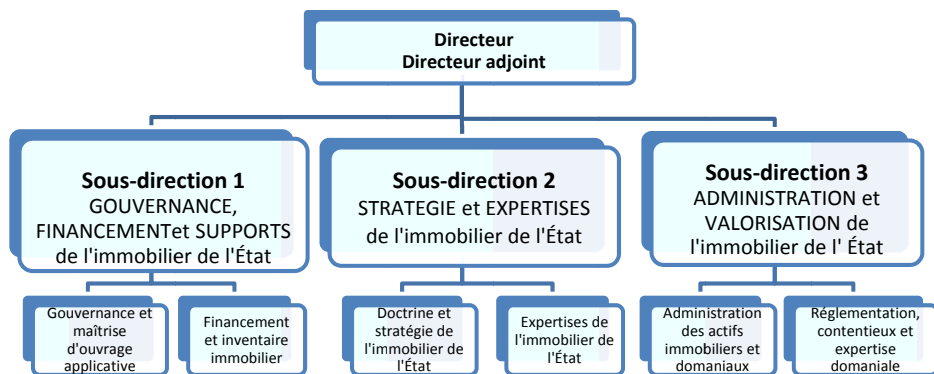 Directeur
Directeur adjoint
Sous-direction 1
GOUVERNANCE,
FINANCEMENTet SUPPORTS
de l'immobilier de l'État
Sous-direction 2
STRATEGIE et EXPERTISES
de l'immobilier de l'État
Sous-direction 3
ADMINISTRATION et
VALORISATION de
l'immobilier de l' État
Gouvernance et
maîtrise
d'ouvrage
applicative
Financement
et inventaire
immobilier
Doctrine et
stratégie de
l'immobilier de
l'État
Expertises de
l'immobilier de
l'État
Administration
des actifs
immobiliers et
domaniaux
Réglementation,
contentieux et
expertise
domaniale